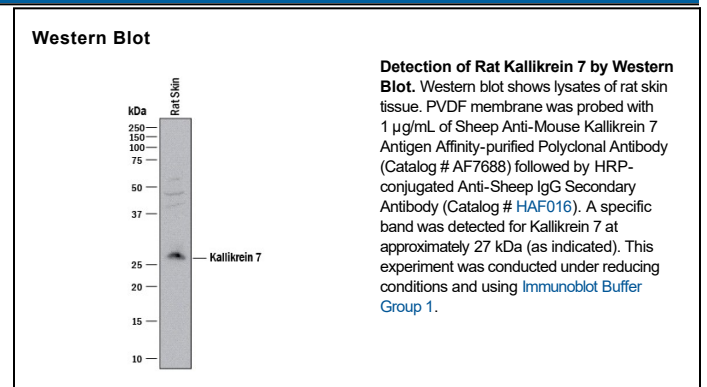 Western Blot
Rat Skin
kDa
250
150
100
75
50
37
25
20
15
10
Kallikrein 7
Detection of Rat Kallikrein 7 by Western
Blot. Western blot shows lysates of rat skin
tissue. PVDF membrane was probed with
1 µg/mL of Sheep Anti-Mouse Kallikrein 7
Antigen Affinity-purified Polyclonal Antibody
(Catalog # AF7688) followed by HRP-
conjugated Anti-Sheep IgG Secondary
Antibody (Catalog # HAF016). A specific
band was detected for Kallikrein 7 at
approximately 27 kDa (as indicated). This
experiment was conducted under reducing
conditions and using Immunoblot Buffer
Group 1.